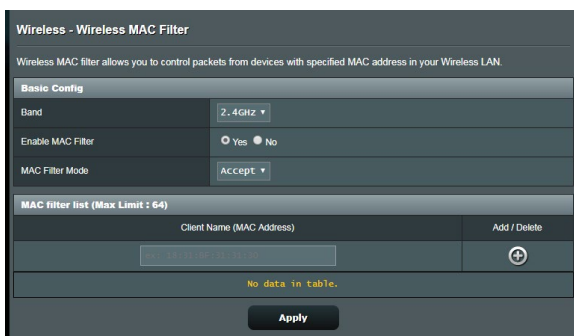 Wireless - Wireless MAC Filter
Wireless MAC filter allows you to control packets from devices with specified MAC address in your Wireless LAN.
Basic Config
Band
2.4GHz
Enable MAC Filter
Yes No
MAC Filter Mode
Accept
MAC filter list (Max Limit : 64)
Client Name (MAC Address)
Add / Delete
No data in table.
Apply